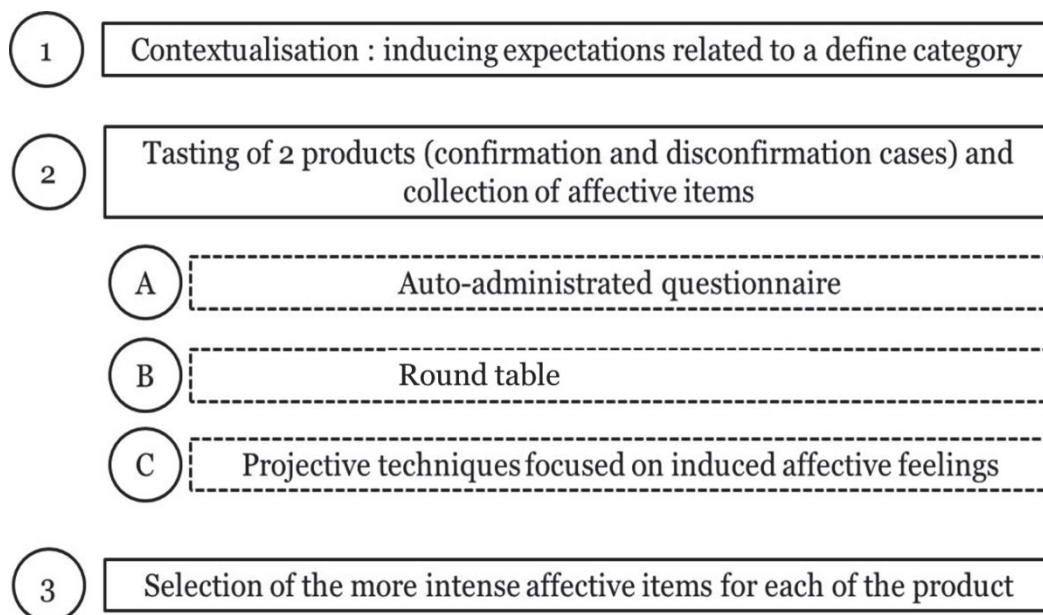 1
Contextualisation : inducing expectations related to a define category
2
Tasting of 2 products (confirmation and disconfirmation cases) and
collection of affective items
A
Auto-administrated questionnaire
B
Round table
C
Projective techniques focused on induced affective feelings
3
Selection of the more intense affective items for each of the product